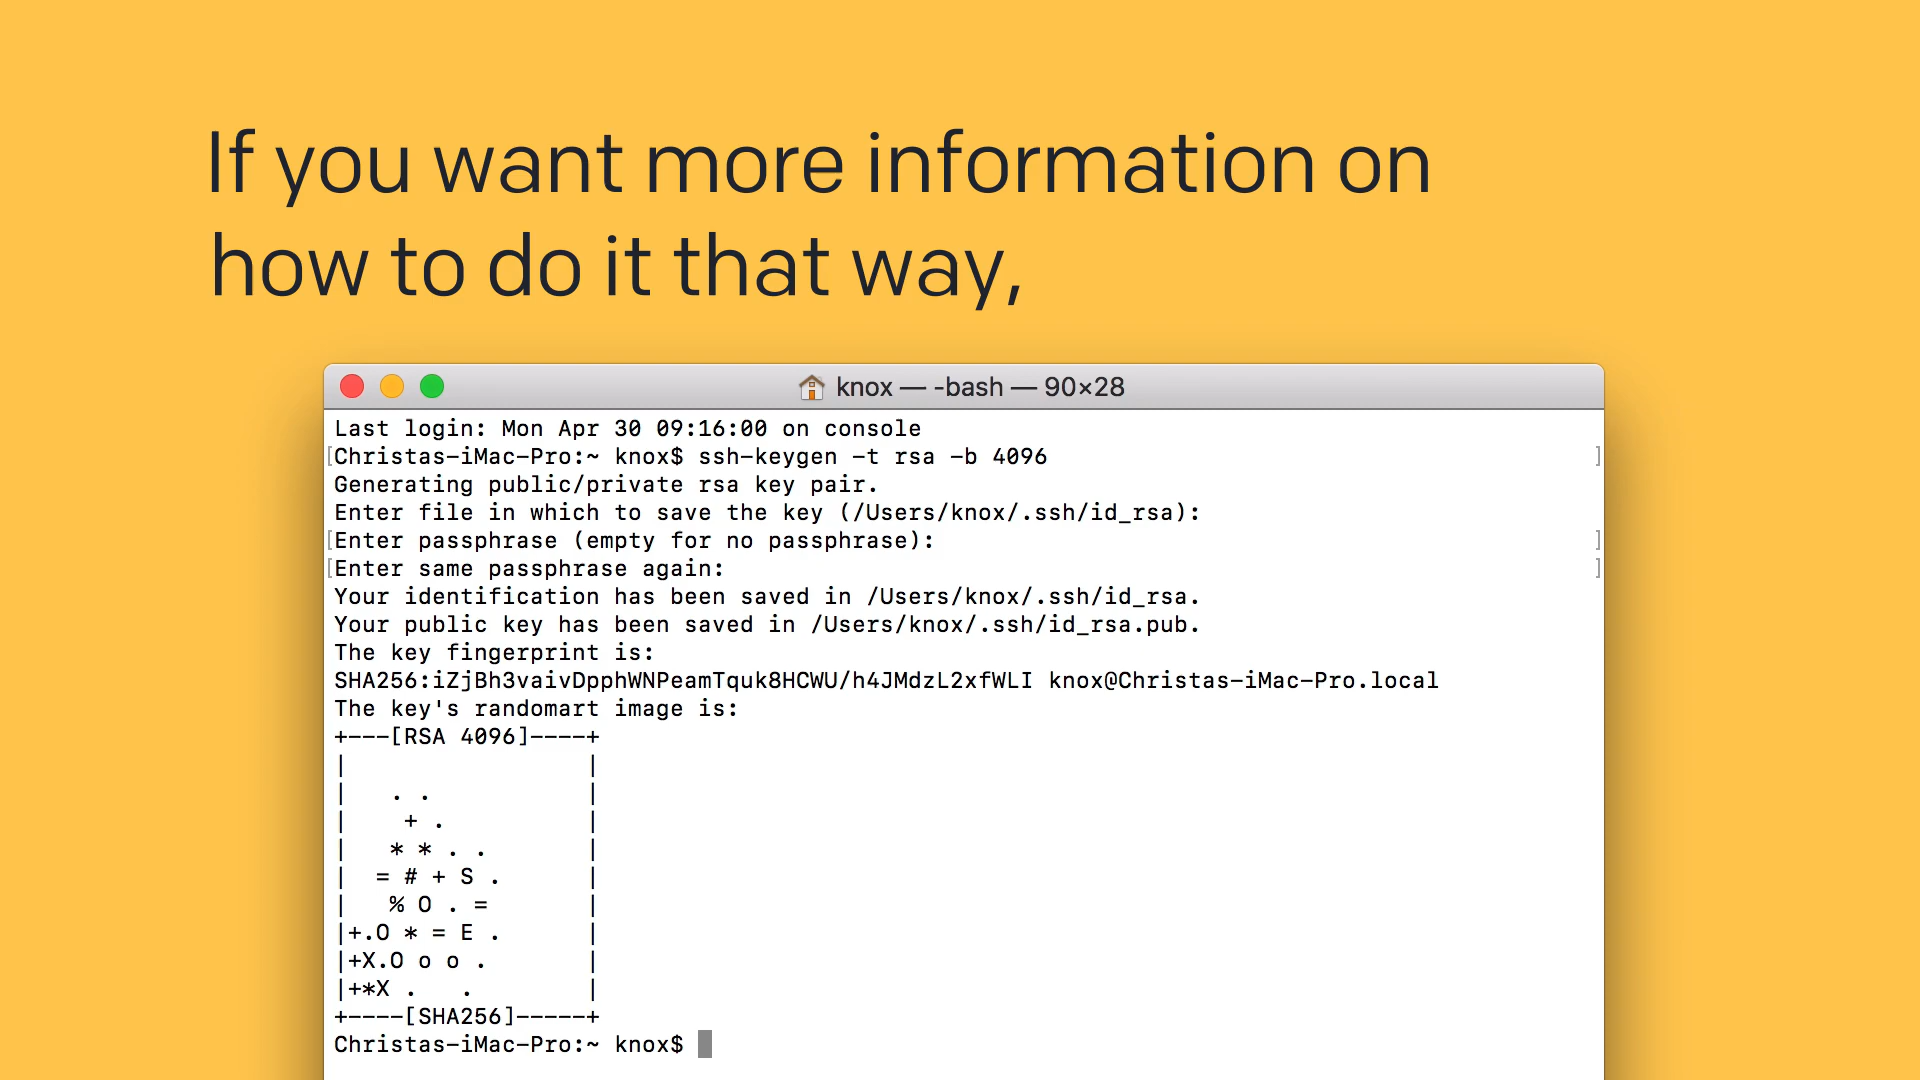 If you want more information on
how to do it that way,
knox — -bash — 90×28
Last login: Mon Apr 30 09:16:00 on console
[Christas-iMac-Pro:~ knox$ ssh-keygen -t rsa -b 4096 ]
Generating public/private rsa key pair.
Enter file in which to save the key (/Users/knox/.ssh/id_rsa):
[Enter passphrase (empty for no passphrase): ]
[Enter same passphrase again: ]
Your identification has been saved in /Users/knox/.ssh/id_rsa.
Your public key has been saved in /Users/knox/.ssh/id_rsa.pub.
The key fingerprint is:
SHA256:iZjBh3vaivDpphWNPeamTquk8HCWU/h4JMdzL2xfWLI knox@Christas-iMac-Pro.local
The key's randomart image is:
+---[RSA 4096]----+
|                 |
|   . .           |
|    + .          |
|   * * . .       |
|  = # + S .      |
|   % O . =       |
|+.O * = E .      |
|+X.O o o .       |
|+*X .   .        |
+----[SHA256]-----+
Christas-iMac-Pro:~ knox$